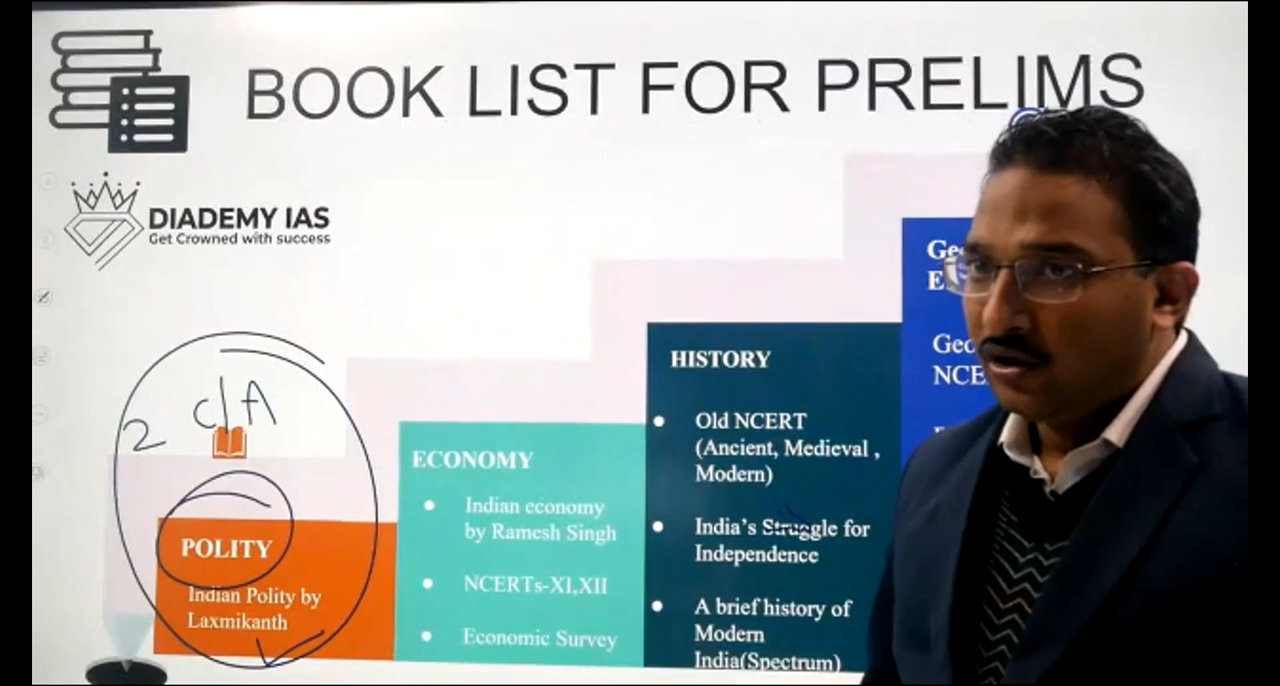 BOOK LIST FOR PRELIMS
DIADEMY IAS
Get Crowned with success
2 C/A
POLITY
Indian Polity by
Laxmikanth
ECONOMY
Indian economy
by Ramesh Singh
NCERTs-XI,XII
Economic Survey
HISTORY
Old NCERT
(Ancient, Medieval ,
Modern)
India's Struggle for
Independence
A brief history of
Modern
India(Spectrum)